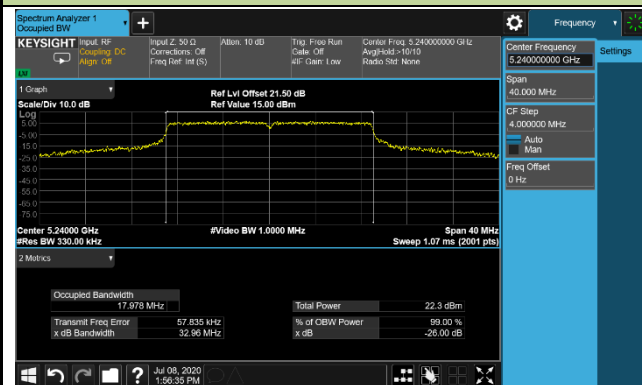 Spectrum Analyzer 1
Occupied BW
+
Frequency
KEYSIGHT
Input: RF
Coupling: DC
Align: Off
Input Z: 50 Ω
Corrections: Off
Freq Ref: Int (S)
Atten: 10 dB
Trig: Free Run
Gate: Off
#IF Gain: Low
Center Freq: 5.240000000 GHz
Avg|Hold:>10/10
Radio Std: None
LXI
1 Graph
Scale/Div 10.0 dB
Ref Lvl Offset 21.50 dB
Ref Value 15.00 dBm
Log
5.00
-5.00
-15.0
-25.0
-35.0
-45.0
-55.0
-65.0
-75.0
Center 5.24000 GHz
#Res BW 330.00 kHz
#Video BW 1.0000 MHz
Span 40 MHz
Sweep 1.07 ms (2001 pts)
2 Metrics
Occupied Bandwidth
17.978 MHz
Total Power 22.3 dBm
Transmit Freq Error 57.835 kHz
% of OBW Power 99.00 %
x dB Bandwidth 32.96 MHz
x dB -26.00 dB
Center Frequency
5.240000000 GHz
Settings
Span
40.000 MHz
CF Step
4.000000 MHz
Auto
Man
Freq Offset
0 Hz
?
Jul 08, 2020
1:56:35 PM